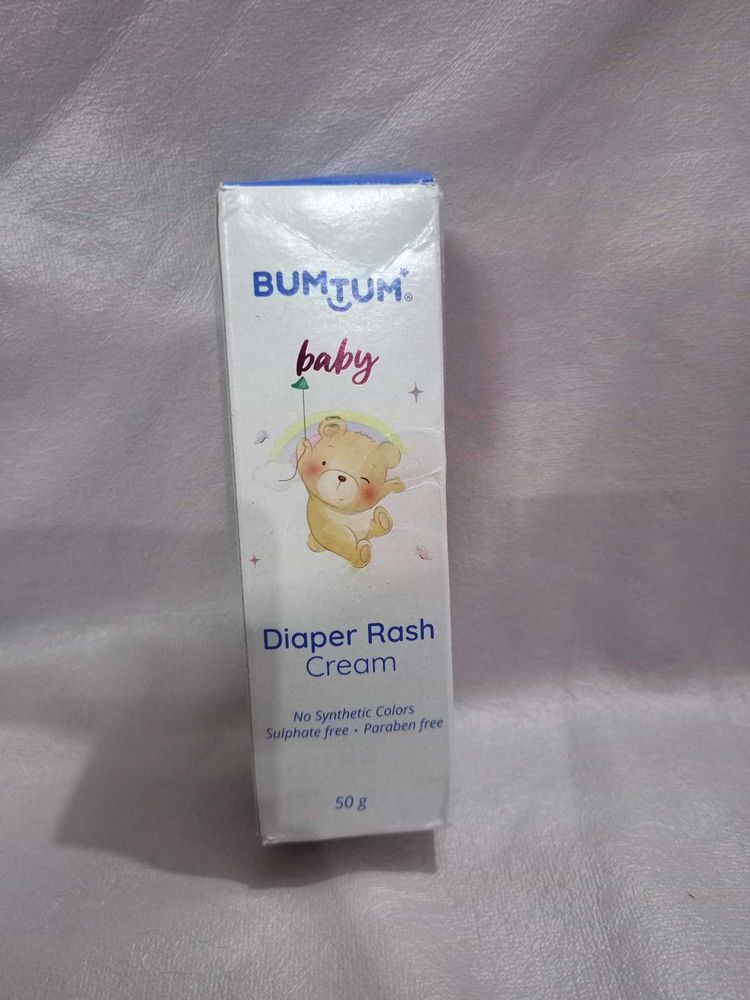 BUMTUM®
baby
Diaper Rash
Cream
No Synthetic Colors
Sulphate free • Paraben free
50 g